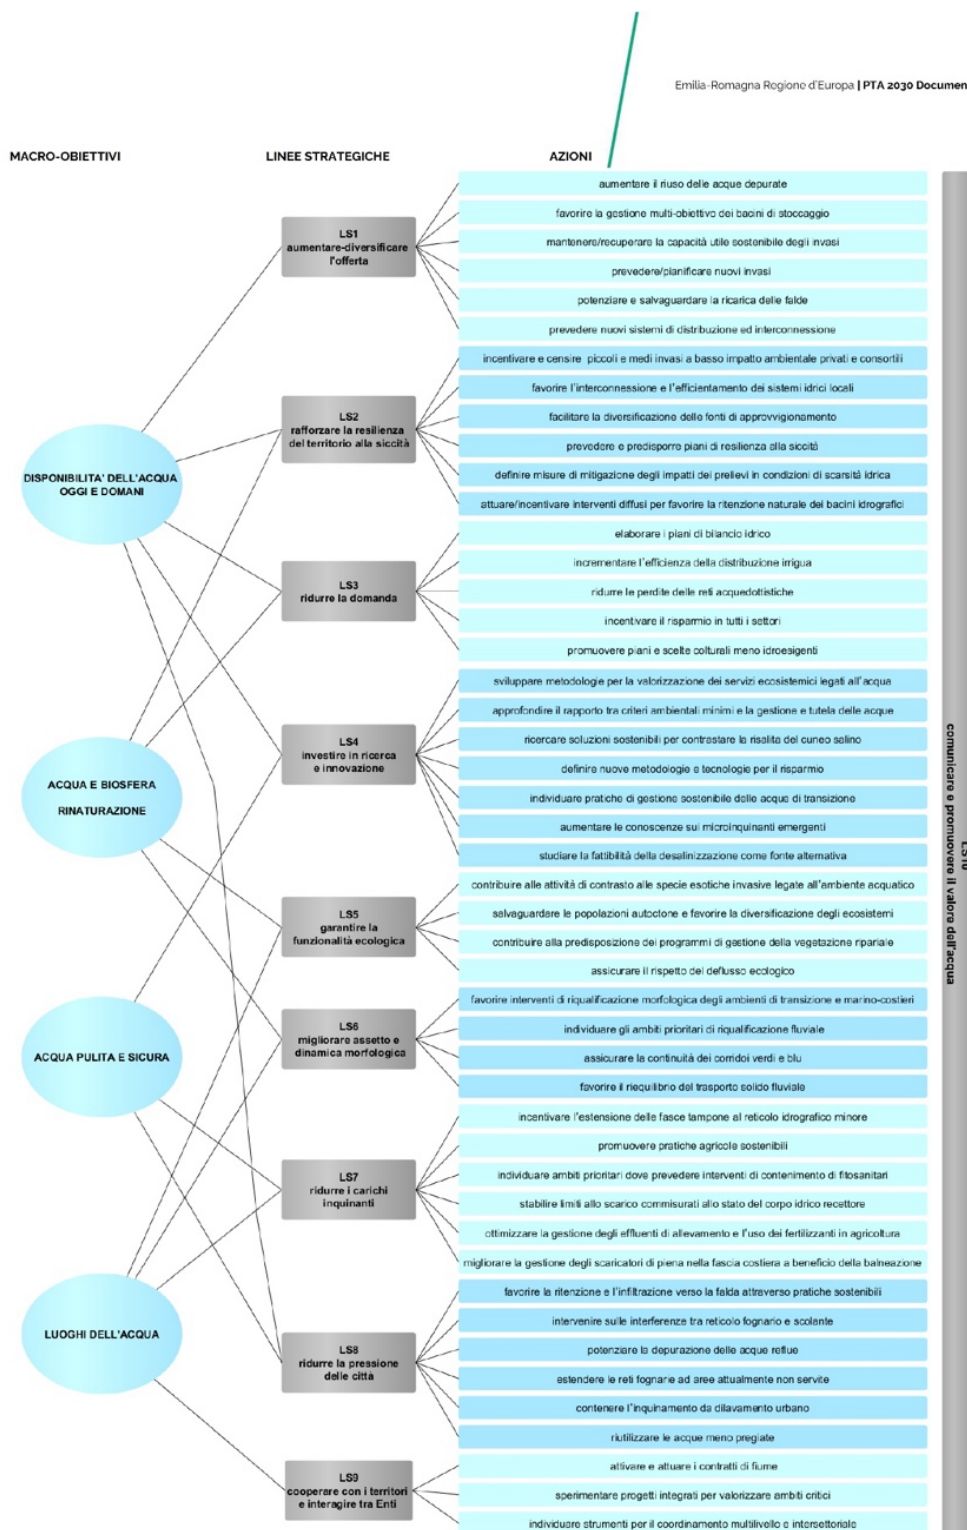 Emilia-Romagna Regione d'Europa | PTA 2030 Documen
MACRO-OBIETTIVI
LINEE STRATEGICHE
AZIONI
DISPONIBILITA' DELL'ACQUA
OGGI E DOMANI
ACQUA E BIOSFERA
RINATURAZIONE
ACQUA PULITA E SICURA
LUOGHI DELL'ACQUA
LS1
aumentare-diversificare
l'offerta
aumentare il riuso delle acque depurate
favorire la gestione multi-obiettivo dei bacini di stoccaggio
mantenere/recuperare la capacità utile sostenibile degli invasi
prevedere/pianificare nuovi invasi
potenziare e salvaguardare la ricarica delle falde
prevedere nuovi sistemi di distribuzione ed interconnessione
LS2
rafforzare la resilienza
del territorio alla siccità
incentivare e censire piccoli e medi invasi a basso impatto ambientale privati e consortili
favorire l'interconnessione e l'efficientamento dei sistemi idrici locali
facilitare la diversificazione delle fonti di approvvigionamento
prevedere e predisporre piani di resilienza alla siccità
definire misure di mitigazione degli impatti dei prelievi in condizioni di scarsità idrica
attuare/incentivare interventi diffusi per favorire la ritenzione naturale dei bacini idrografici
LS3
ridurre la domanda
elaborare i piani di bilancio idrico
incrementare l'efficienza della distribuzione irrigua
ridurre le perdite delle reti acquedottistiche
incentivare il risparmio in tutti i settori
promuovere piani e scelte colturali meno idroesigenti
LS4
investire in ricerca
e innovazione
sviluppare metodologie per la valorizzazione dei servizi ecosistemici legati all'acqua
approfondire il rapporto tra criteri ambientali minimi e la gestione e tutela delle acque
ricercare soluzioni sostenibili per contrastare la risalita del cuneo salino
definire nuove metodologie e tecnologie per il risparmio
individuare pratiche di gestione sostenibile delle acque di transizione
aumentare le conoscenze sui microinquinanti emergenti
studiare la fattibilità della desalinizzazione come fonte alternativa
LS5
garantire la
funzionalità ecologica
contribuire alle attività di contrasto alle specie esotiche invasive legate all'ambiente acquatico
salvaguardare le popolazioni autoctone e favorire la diversificazione degli ecosistemi
contribuire alla predisposizione dei programmi di gestione della vegetazione ripariale
assicurare il rispetto del deflusso ecologico
LS6
migliorare assetto e
dinamica morfologica
favorire interventi di riqualificazione morfologica degli ambienti di transizione e marino-costieri
individuare gli ambiti prioritari di riqualificazione fluviale
assicurare la continuità dei corridoi verdi e blu
favorire il riequilibrio del trasporto solido fluviale
LS7
ridurre i carichi
inquinanti
incentivare l'estensione delle fasce tampone al reticolo idrografico minore
promuovere pratiche agricole sostenibili
individuare ambiti prioritari dove prevedere interventi di contenimento di fitosanitari
stabilire limiti allo scarico commisurati allo stato del corpo idrico recettore
ottimizzare la gestione degli effluenti di allevamento e l'uso dei fertilizzanti in agricoltura
migliorare la gestione degli scaricatori di piena nella fascia costiera a beneficio della balneazione
LS8
ridurre la pressione
delle città
favorire la ritenzione e l'infiltrazione verso la falda attraverso pratiche sostenibili
intervenire sulle interferenze tra reticolo fognario e scolante
potenziare la depurazione delle acque reflue
estendere le reti fognarie ad aree attualmente non servite
contenere l'inquinamento da dilavamento urbano
riutilizzare le acque meno pregiate
LS9
cooperare con i territori
e interagire tra Enti
attivare e attuare i contratti di fiume
sperimentare progetti integrati per valorizzare ambiti critici
individuare strumenti per il coordinamento multilivello e intersettoriale
LS10
comunicare e promuovere il valore dell'acqua